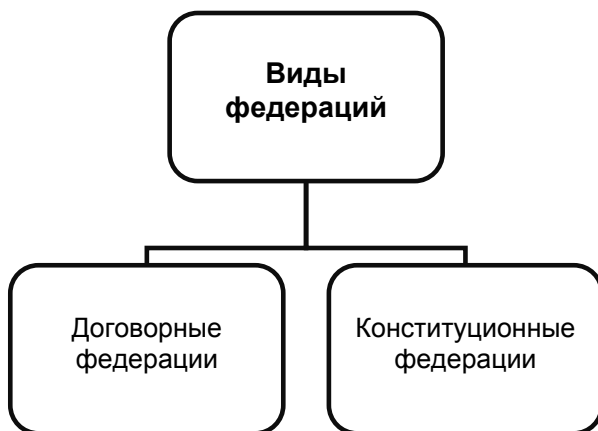 Виды
федераций
Договорные
федерации
Конституционные
федерации